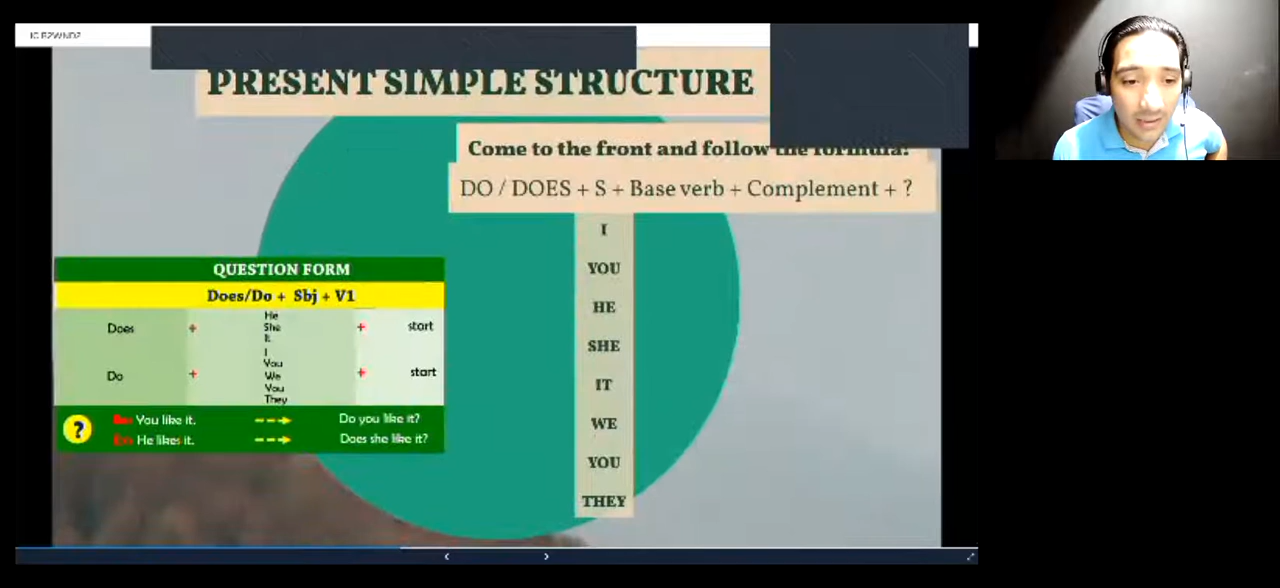 PRESENT SIMPLE STRUCTURE
Come to the front and follow the formula:
DO / DOES + S + Base verb + Complement + ?
I
YOU
HE
SHE
IT
WE
YOU
THEY
QUESTION FORM
Does/Do + Sbj + V1
Does + He She It + start
Do + I You We You They + start
? You like it. Do you like it?
He likes it. Does she like it?